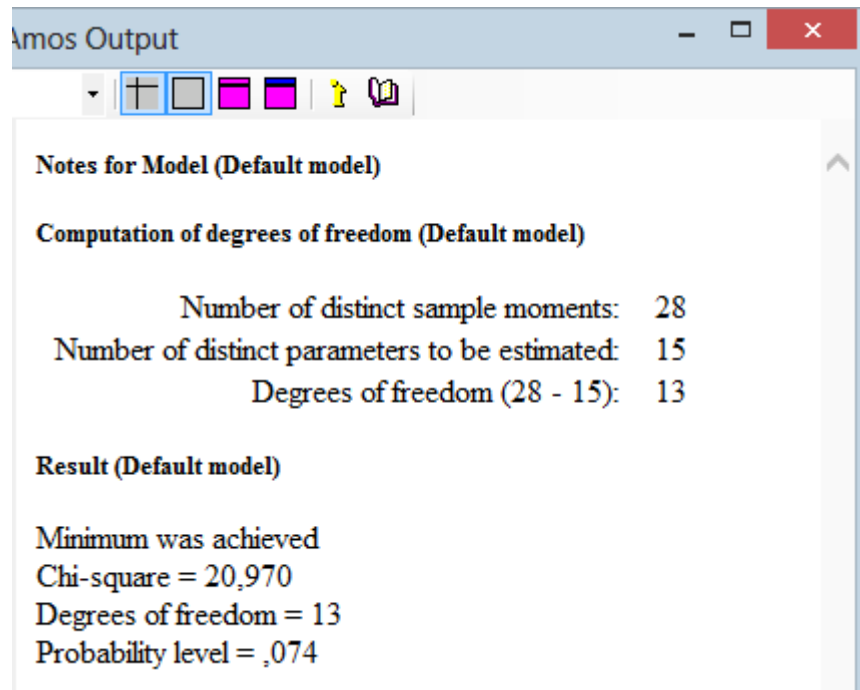 Amos Output
Notes for Model (Default model)
Computation of degrees of freedom (Default model)
Number of distinct sample moments: 28
Number of distinct parameters to be estimated: 15
Degrees of freedom (28 - 15): 13
Result (Default model)
Minimum was achieved
Chi-square = 20,970
Degrees of freedom = 13
Probability level = ,074